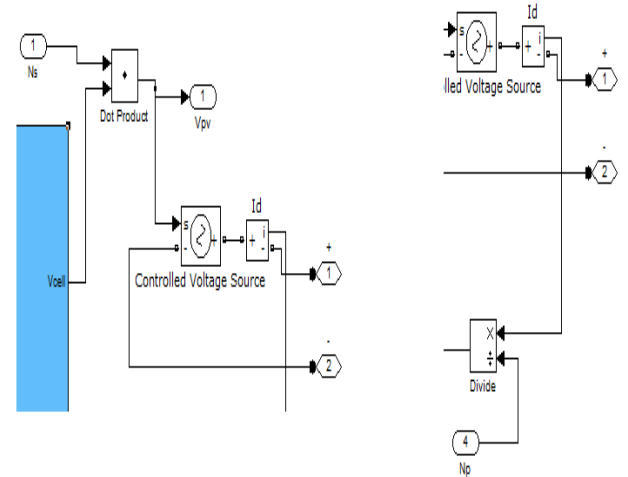 1
Ns
Dot Product
1
Vpv
Vcell
s
-
+
Id
+
i
-
Controlled Voltage Source
+
1
-
2
Id
s
-
+
+
i
-
lled Voltage Source
+
1
-
2
X
÷
Divide
4
Np